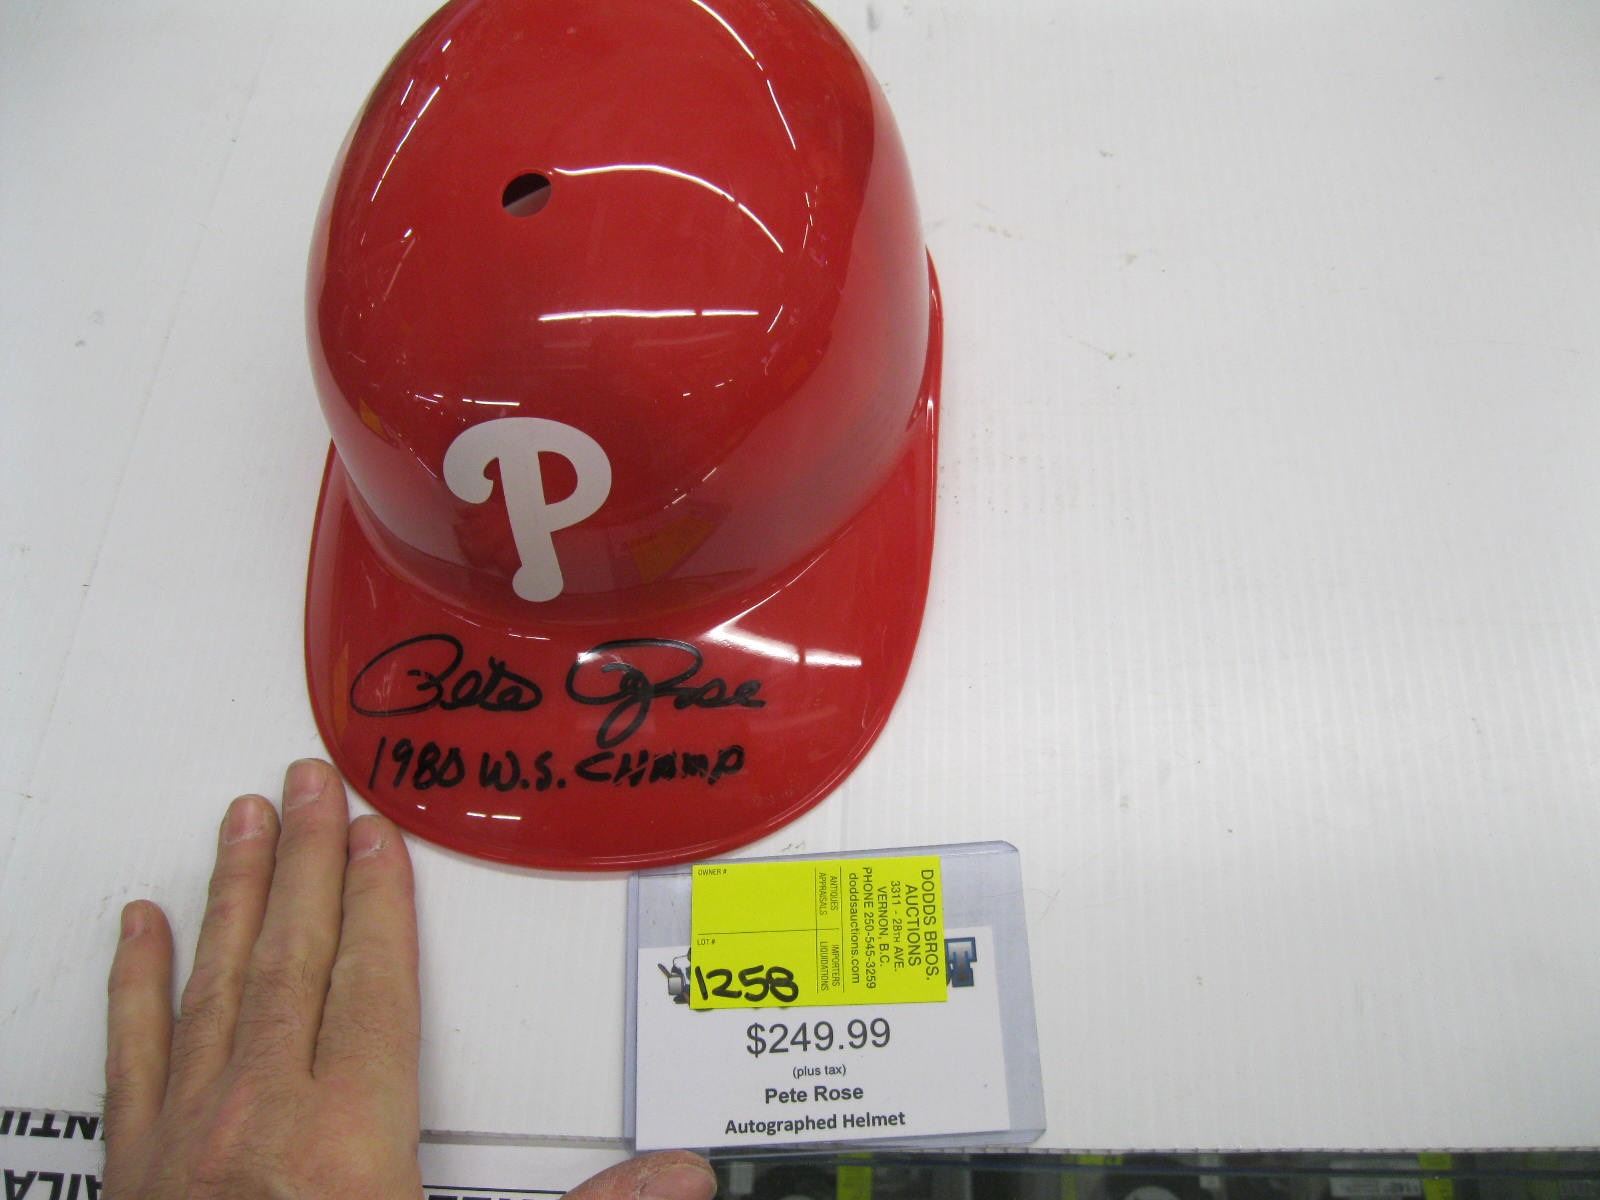 P
Pete Rose
1980 W.S. CHAMP
DODDS BROS.
AUCTIONS
3311 - 28TH AVE.
VERNON, B.C.
PHONE 250-545-3259
doddsauctions.com
ANTIQUES
APPRAISALS
IMPORTERS
LIQUIDATIONS
OWNER #
LOT #
1258
$249.99
(plus tax)
Pete Rose
Autographed Helmet